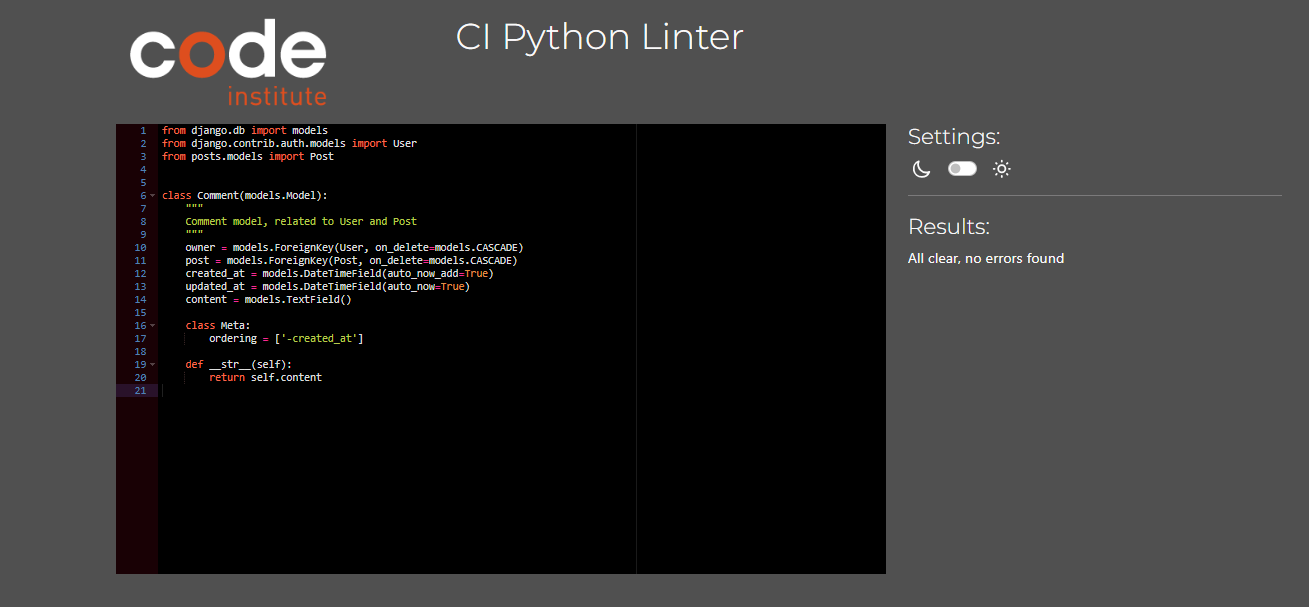 code
institute
CI Python Linter
1 from django.db import models
2 from django.contrib.auth.models import User
3 from posts.models import Post
4
5
6 class Comment(models.Model):
7     """
8     Comment model, related to User and Post
9     """
10     owner = models.ForeignKey(User, on_delete=models.CASCADE)
11     post = models.ForeignKey(Post, on_delete=models.CASCADE)
12     created_at = models.DateTimeField(auto_now_add=True)
13     updated_at = models.DateTimeField(auto_now=True)
14     content = models.TextField()
15
16     class Meta:
17         ordering = ['-created_at']
18
19     def __str__(self):
20         return self.content
21
Settings:
Results:
All clear, no errors found